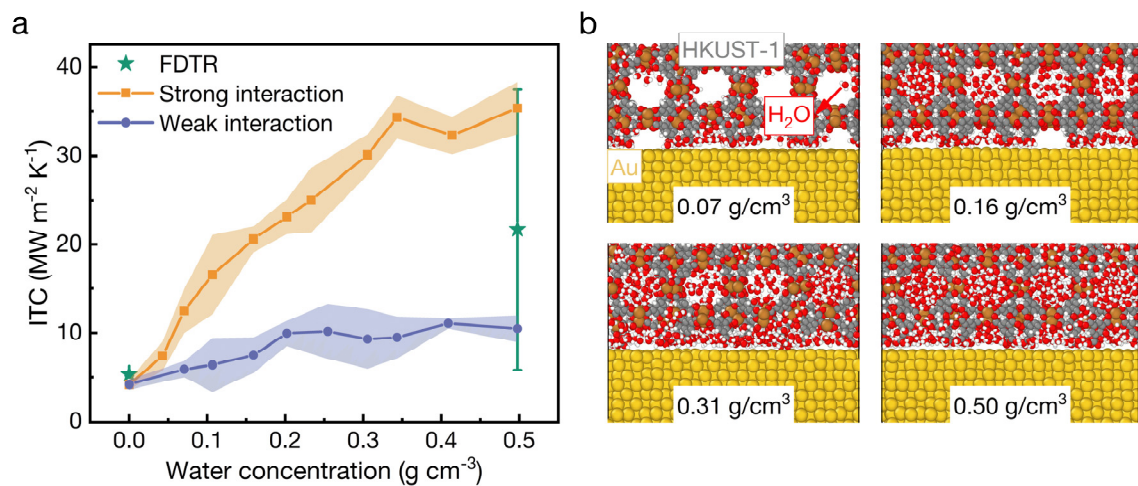 a
ITC (MW m⁻² K⁻¹)
40
30
20
10
0
FDTR
Strong interaction
Weak interaction
0.0 0.1 0.2 0.3 0.4 0.5
Water concentration (g cm⁻³)
b
HKUST-1
H₂O
Au
0.07 g/cm³
0.16 g/cm³
0.31 g/cm³
0.50 g/cm³